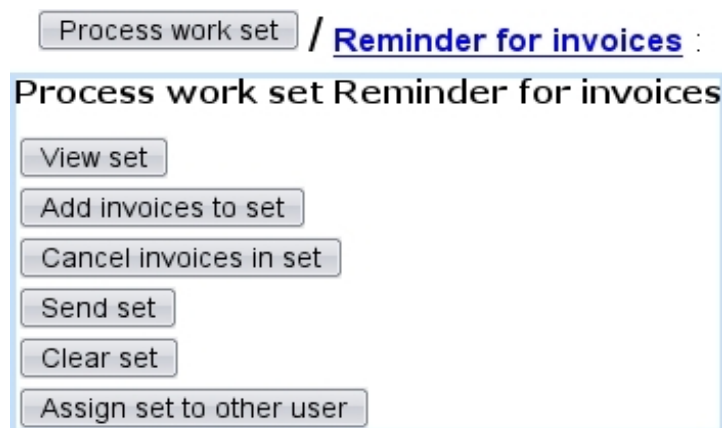 Process work set / Reminder for invoices :
Process work set Reminder for invoices
View set
Add invoices to set
Cancel invoices in set
Send set
Clear set
Assign set to other user